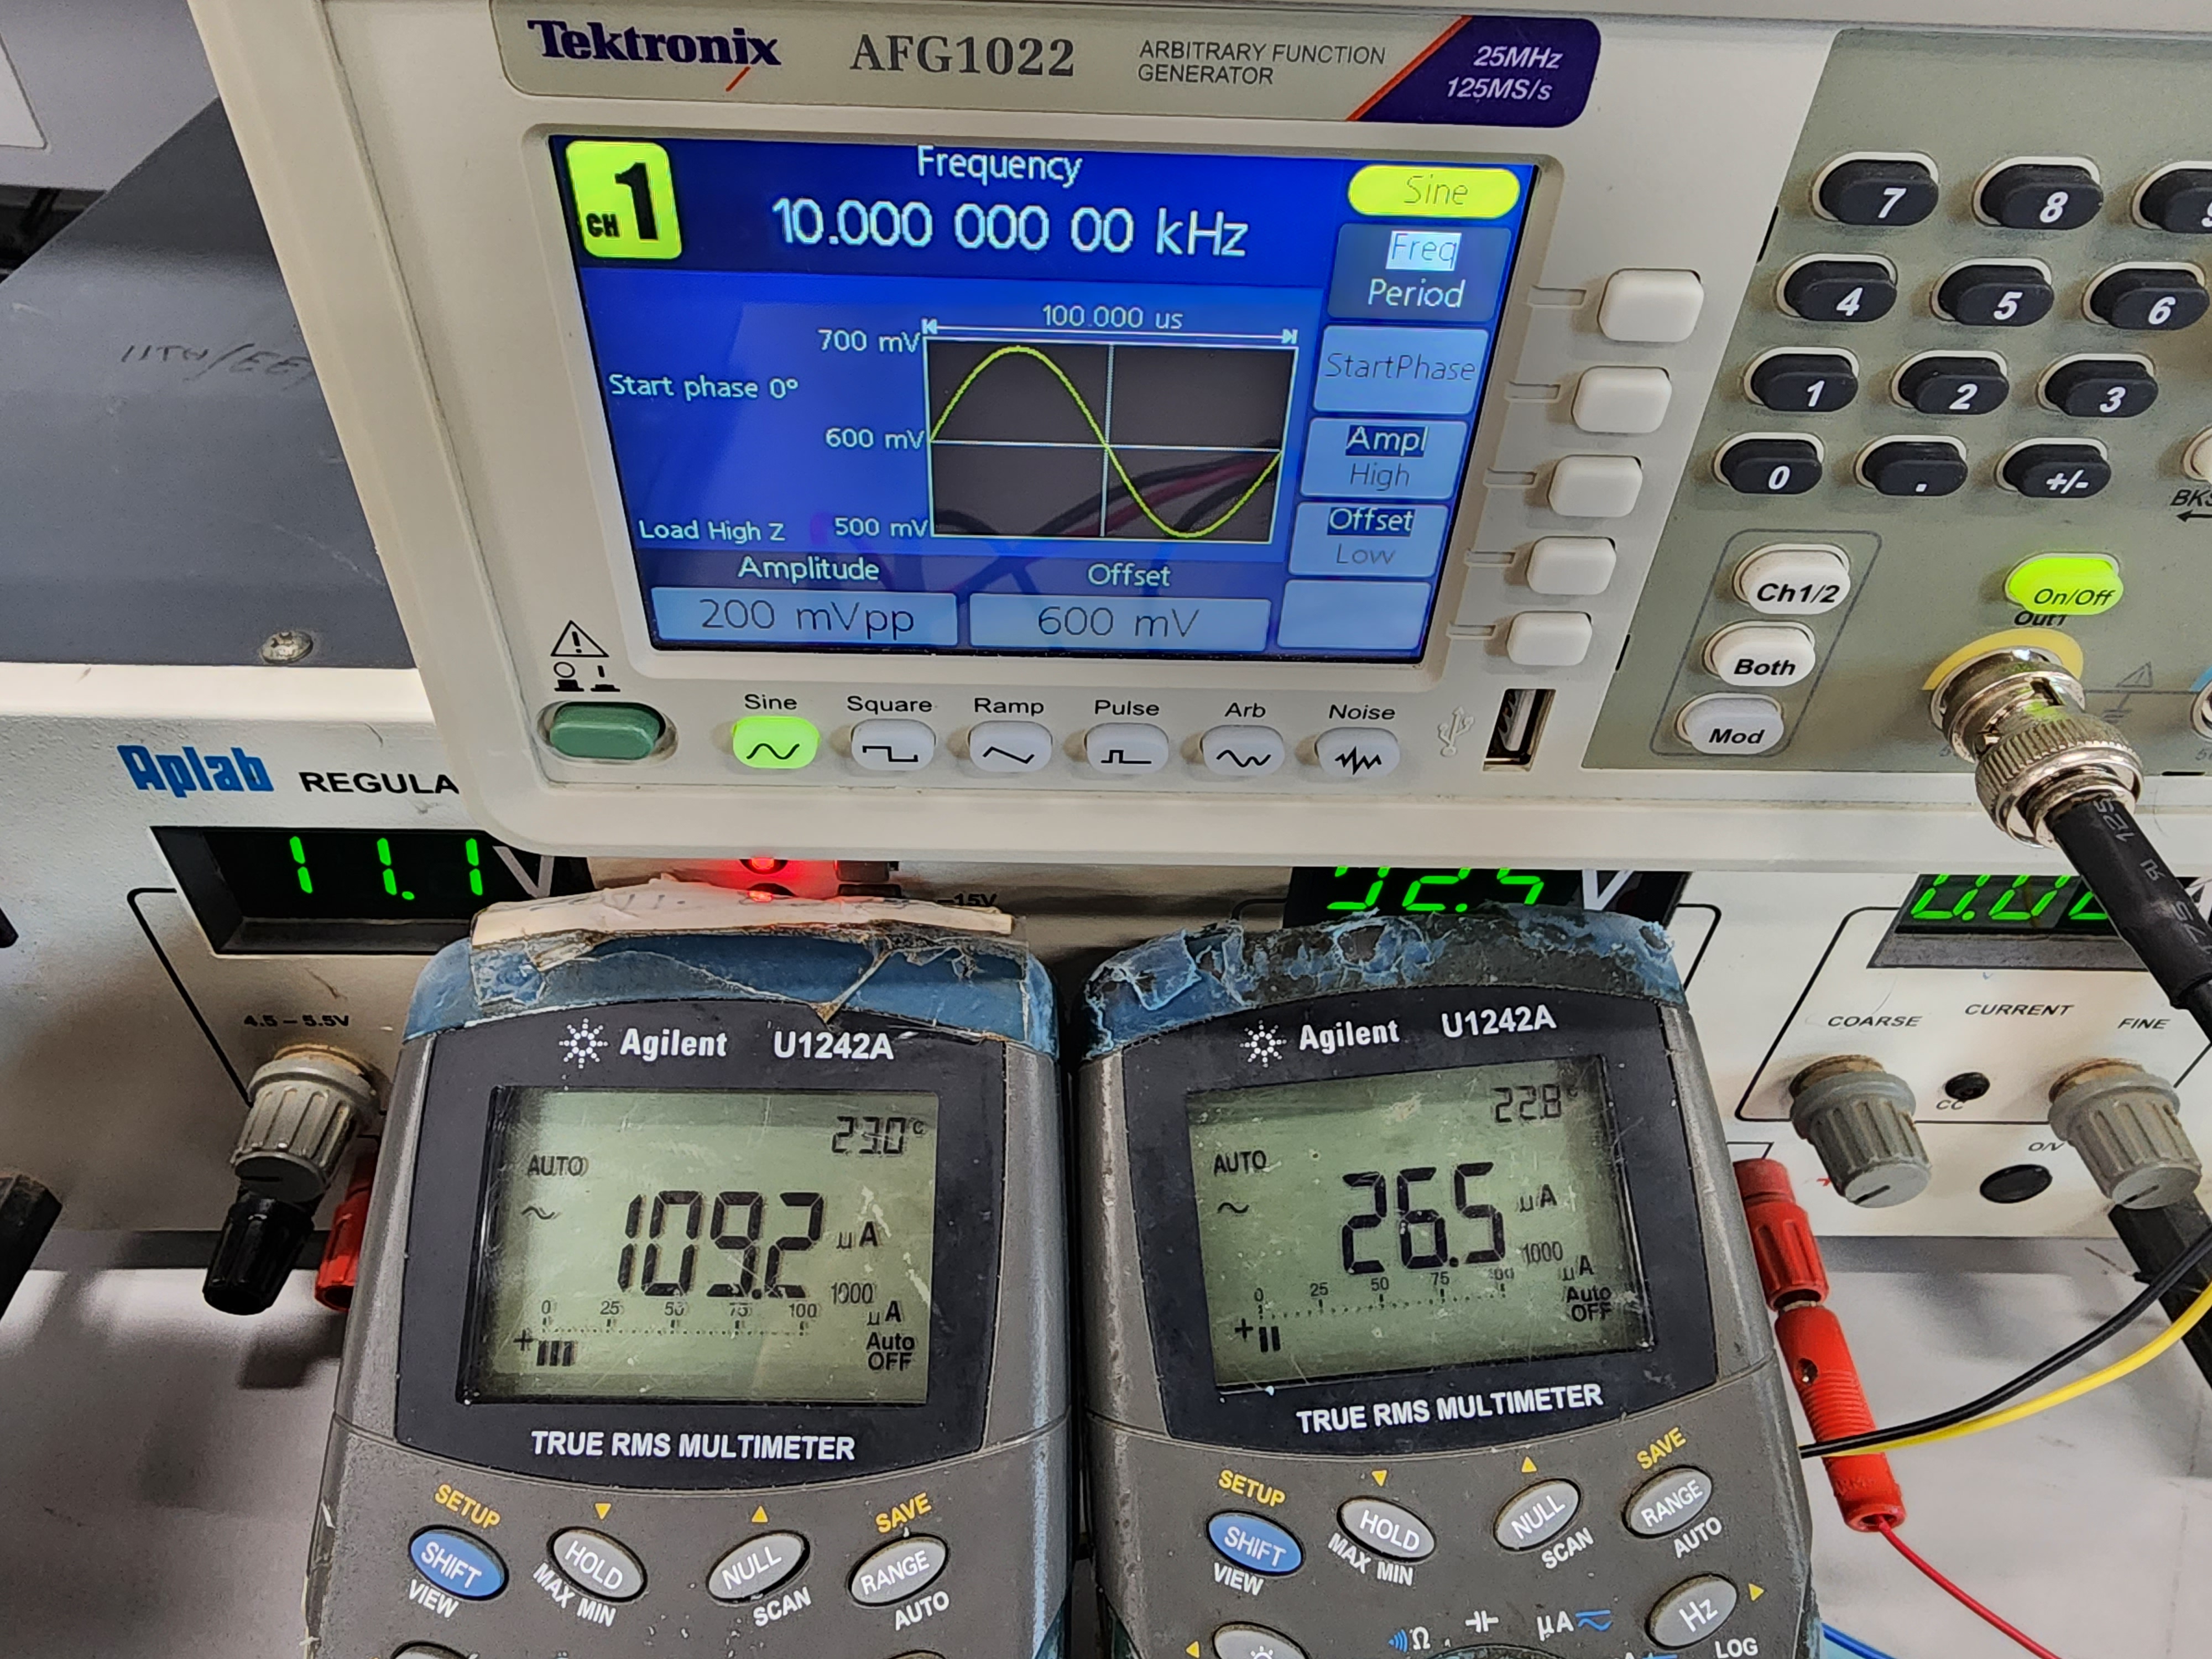 Tektronix AFG1022 ARBITRARY FUNCTION GENERATOR 25MHz 125MS/s
CH 1
Frequency
10.000 000 00 kHz
Sine
Freq
Period
StartPhase
Ampl
High
Offset
Low
100.000 us
700 mV
Start phase 0°
600 mV
Load High Z 500 mV
Amplitude Offset
200 mVpp 600 mV
Sine Square Ramp Pulse Arb Noise
7 8
4 5 6
1 2 3
0 . +/-
Ch1/2
On/Off
Out1
Both
Mod
11TH/EE
Aplab REGULA
11.1 V
-15V
V
4.5 – 5.5V
COARSE CURRENT FINE
CC
O/V
Agilent U1242A
23.0°C
AUTO
~
109.2 µA
1000 µA
0 25 50 75 100
+
Auto OFF
TRUE RMS MULTIMETER
SETUP SAVE
SHIFT HOLD NULL RANGE
VIEW MAX MIN SCAN AUTO
Agilent U1242A
22.8°C
AUTO
~
26.5 µA
1000 µA
0 25 50 75
+
Auto OFF
TRUE RMS MULTIMETER
SETUP SAVE
SHIFT HOLD NULL RANGE
VIEW MAX MIN SCAN AUTO
Ω µA Hz
LOG